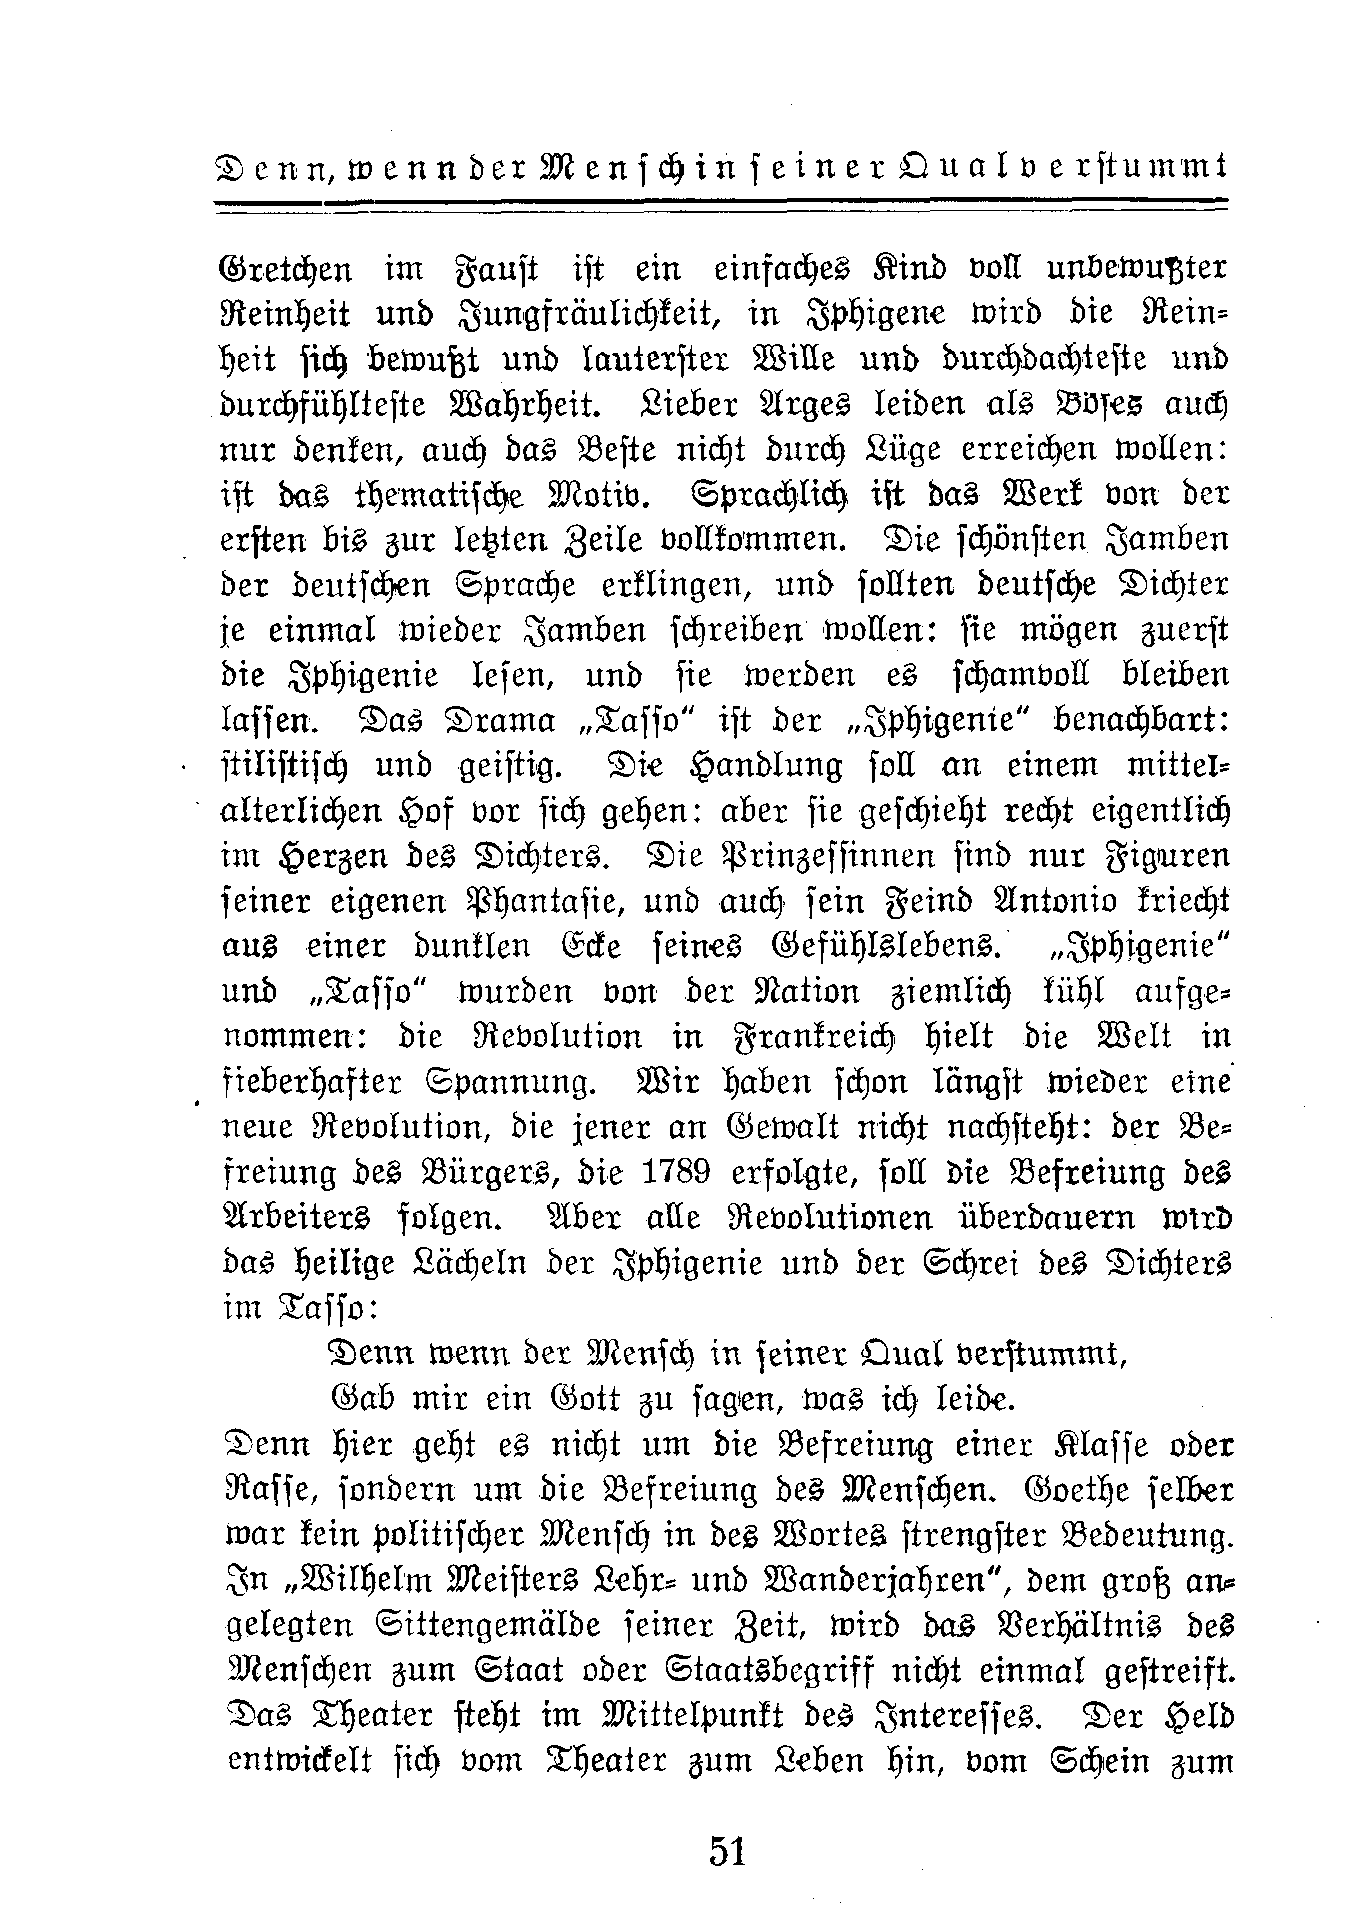 Denn, wenn der Mensch in seiner Qual verstummt
Gretchen im Faust ist ein einfaches Kind voll unbewußter
Reinheit und Jungfräulichkeit, in Iphigene wird die Rein-
heit sich bewußt und lauterster Wille und durchdachteste und
durchfühlteste Wahrheit. Lieber Arges leiden als Böses auch
nur denken, auch das Beste nicht durch Lüge erreichen wollen:
ist das thematische Motiv. Sprachlich ist das Werk von der
ersten bis zur letzten Zeile vollkommen. Die schönsten Jamben
der deutschen Sprache erklingen, und sollten deutsche Dichter
je einmal wieder Jamben schreiben wollen: sie mögen zuerst
die Iphigenie lesen, und sie werden es schamvoll bleiben
lassen. Das Drama „Tasso“ ist der „Iphigenie“ benachbart:
stilistisch und geistig. Die Handlung soll an einem mittel-
alterlichen Hof vor sich gehen: aber sie geschieht recht eigentlich
im Herzen des Dichters. Die Prinzessinnen sind nur Figuren
seiner eigenen Phantasie, und auch sein Feind Antonio kriecht
aus einer dunklen Ecke seines Gefühlslebens. „Iphigenie“
und „Tasso“ wurden von der Nation ziemlich kühl aufge-
nommen: die Revolution in Frankreich hielt die Welt in
fieberhafter Spannung. Wir haben schon längst wieder eine
neue Revolution, die jener an Gewalt nicht nachsteht: der Be-
freiung des Bürgers, die 1789 erfolgte, soll die Befreiung des
Arbeiters folgen. Aber alle Revolutionen überdauern wird
das heilige Lächeln der Iphigenie und der Schrei des Dichters
im Tasso:
Denn wenn der Mensch in seiner Qual verstummt,
Gab mir ein Gott zu sagen, was ich leide.
Denn hier geht es nicht um die Befreiung einer Klasse oder
Rasse, sondern um die Befreiung des Menschen. Goethe selber
war kein politischer Mensch in des Wortes strengster Bedeutung.
In „Wilhelm Meisters Lehr- und Wanderjahren“, dem groß an-
gelegten Sittengemälde seiner Zeit, wird das Verhältnis des
Menschen zum Staat oder Staatsbegriff nicht einmal gestreift.
Das Theater steht im Mittelpunkt des Interesses. Der Held
entwickelt sich vom Theater zum Leben hin, vom Schein zum
51